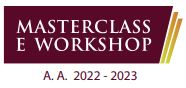 MASTERCLASS
E WORKSHOP
A. A. 2022 - 2023